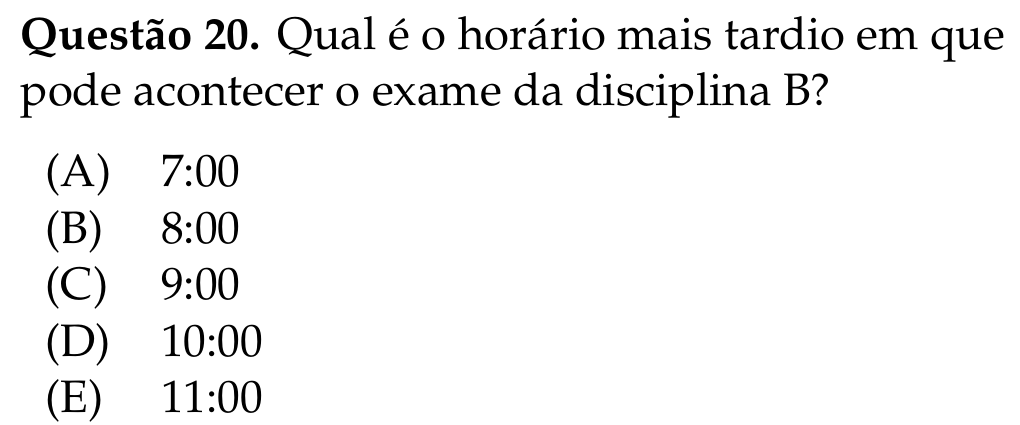 Questão 20. Qual é o horário mais tardio em que
pode acontecer o exame da disciplina B?
(A) 7:00
(B) 8:00
(C) 9:00
(D) 10:00
(E) 11:00